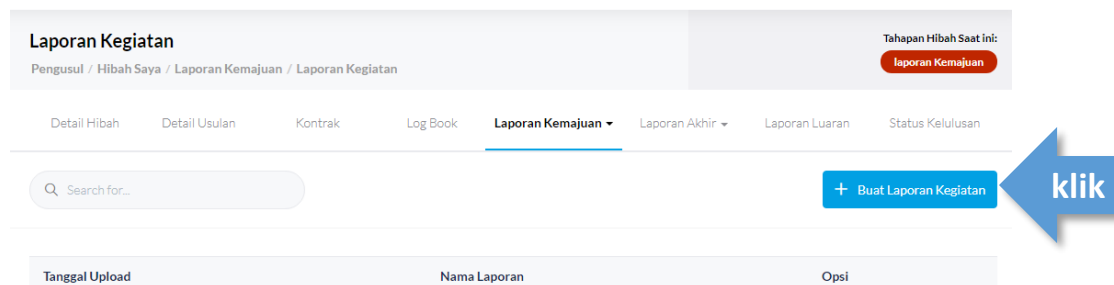 Laporan Kegiatan
Tahapan Hibah Saat ini:
Pengusul / Hibah Saya / Laporan Kemajuan / Laporan Kegiatan
laporan Kemajuan
Detail Hibah Detail Usulan Kontrak Log Book Laporan Kemajuan Laporan Akhir Laporan Luaran Status Kelulusan
Search for...
+ Buat Laporan Kegiatan
klik
Tanggal Upload Nama Laporan Opsi